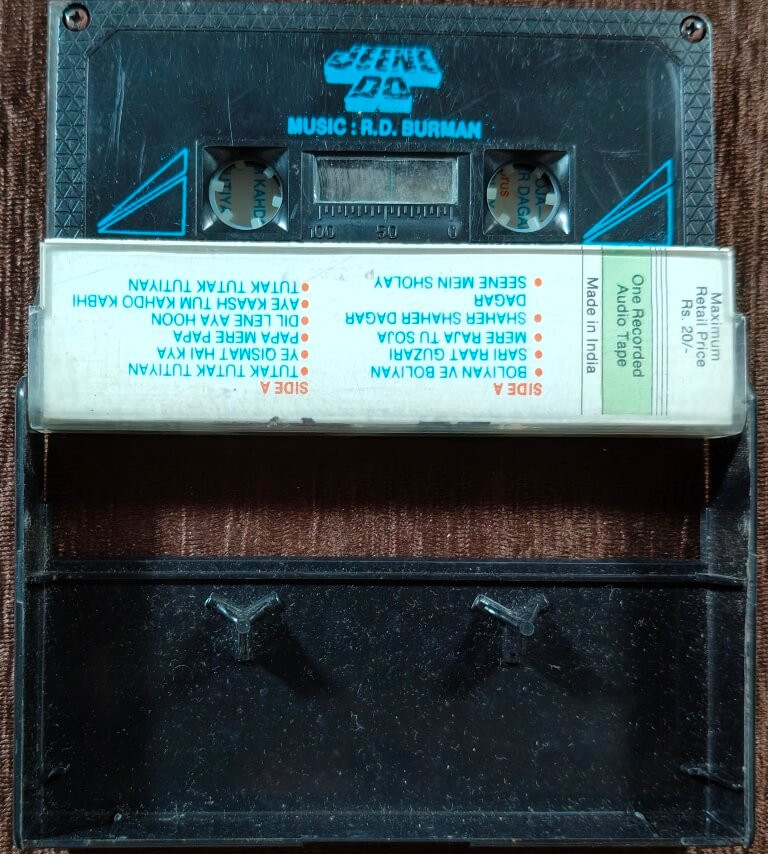 JEENE
DO
MUSIC : R.D. BURMAN
100 50 0
SIDE A
BOLIYAN VE BOLIYAN
SARI RAAT GUZARI
MERE RAJA TU SOJA
SHAHER SHAHER DAGAR
DAGAR
SEENE MEIN SHOLAY
SIDE A
TUTAK TUTAK TUTIYAN
YE QISMAT HAI KYA
PAPA MERE PAPA
DIL LENE AYA HOON
AYE KAASH TUM KAHDO KABHI
TUTAK TUTAK TUTIYAN
Maximum
Retail Price
Rs. 20/-
One Recorded
Audio Tape
Made in India